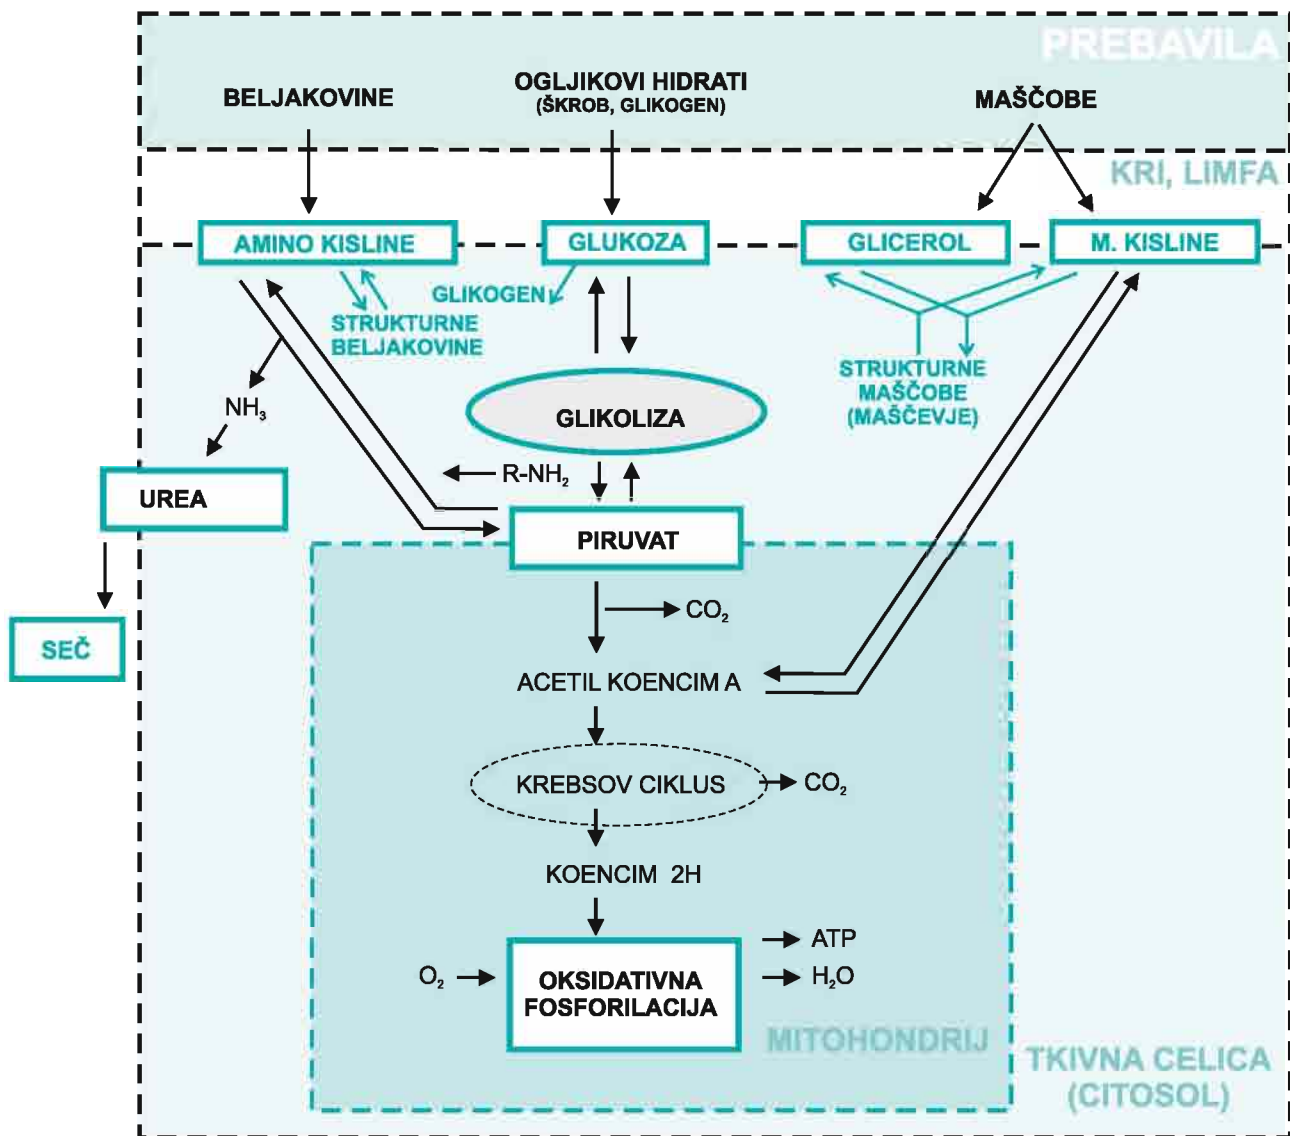 PREBAVILA
BELJAKOVINE
OGLJIKOVI HIDRATI
(ŠKROB, GLIKOGEN)
MAŠČOBE
KRI, LIMFA
AMINO KISLINE
GLUKOZA
GLICEROL
M. KISLINE
GLIKOGEN
STRUKTURNE
BELJAKOVINE
STRUKTURNE
MAŠČOBE
(MAŠČEVJE)
NH₃
GLIKOLIZA
R-NH₂
UREA
PIRUVAT
CO₂
SEČ
ACETIL KOENCIM A
KREBSOV CIKLUS
CO₂
KOENCIM 2H
O₂
OKSIDATIVNA
FOSFORILACIJA
ATP
H₂O
MITOHONDRIJ
TKIVNA CELICA
(CITOSOL)